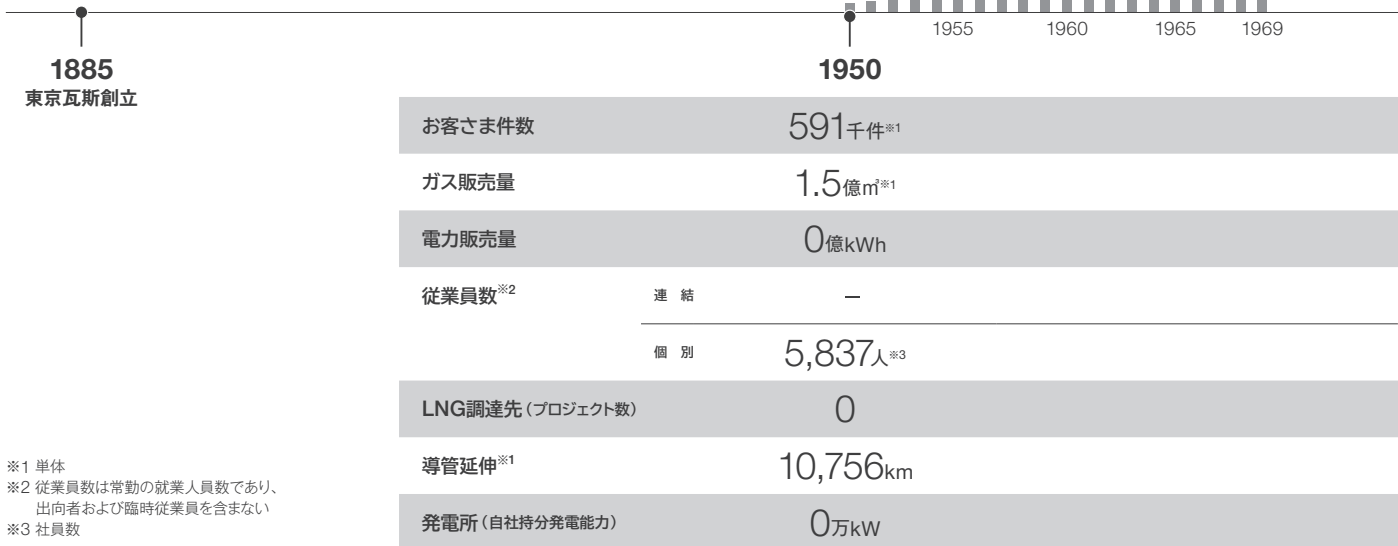 1955 1960 1965 1969
1885 1950
東京瓦斯創立
お客さま件数 591千件※1
ガス販売量 1.5億㎥※1
電力販売量 0億kWh
従業員数※2 連 結 –
個 別 5,837人※3
LNG調達先（プロジェクト数） 0
導管延伸※1 10,756km
発電所（自社持分発電能力） 0万kW
※1 単体
※2 従業員数は常勤の就業人員数であり、
出向者および臨時従業員を含まない
※3 社員数